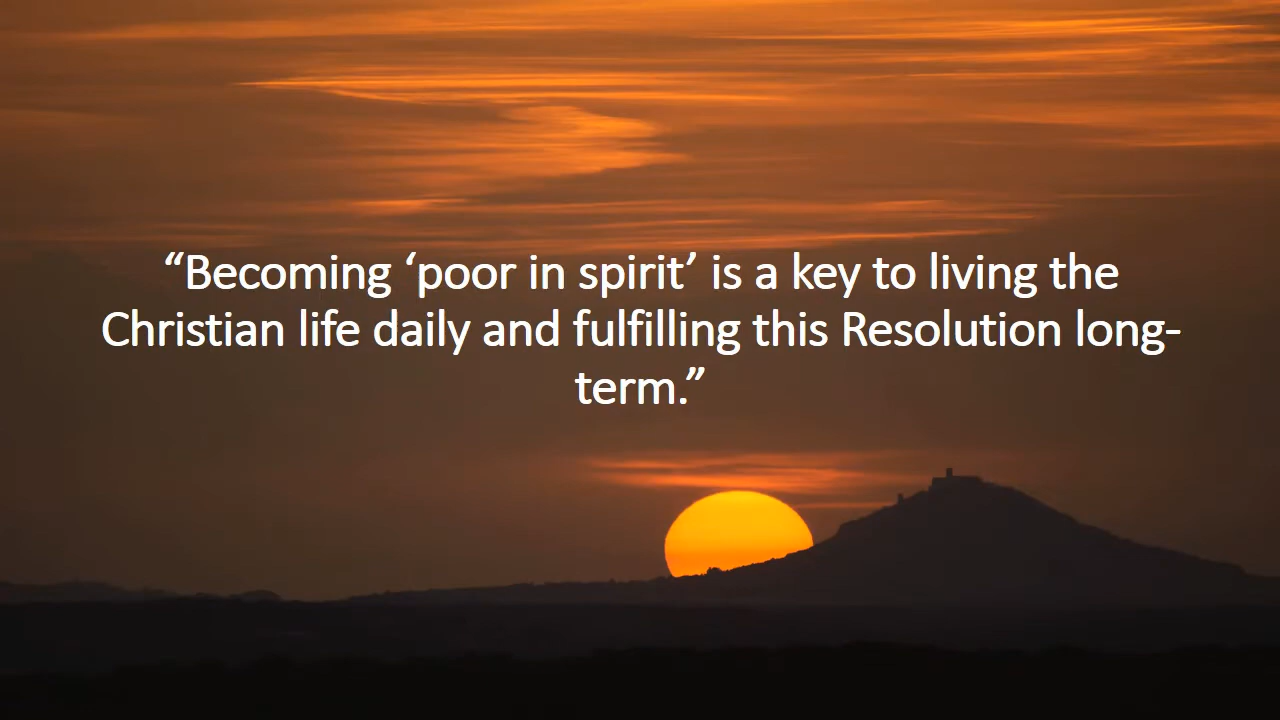 “Becoming ‘poor in spirit’ is a key to living the
Christian life daily and fulfilling this Resolution long-
term.”